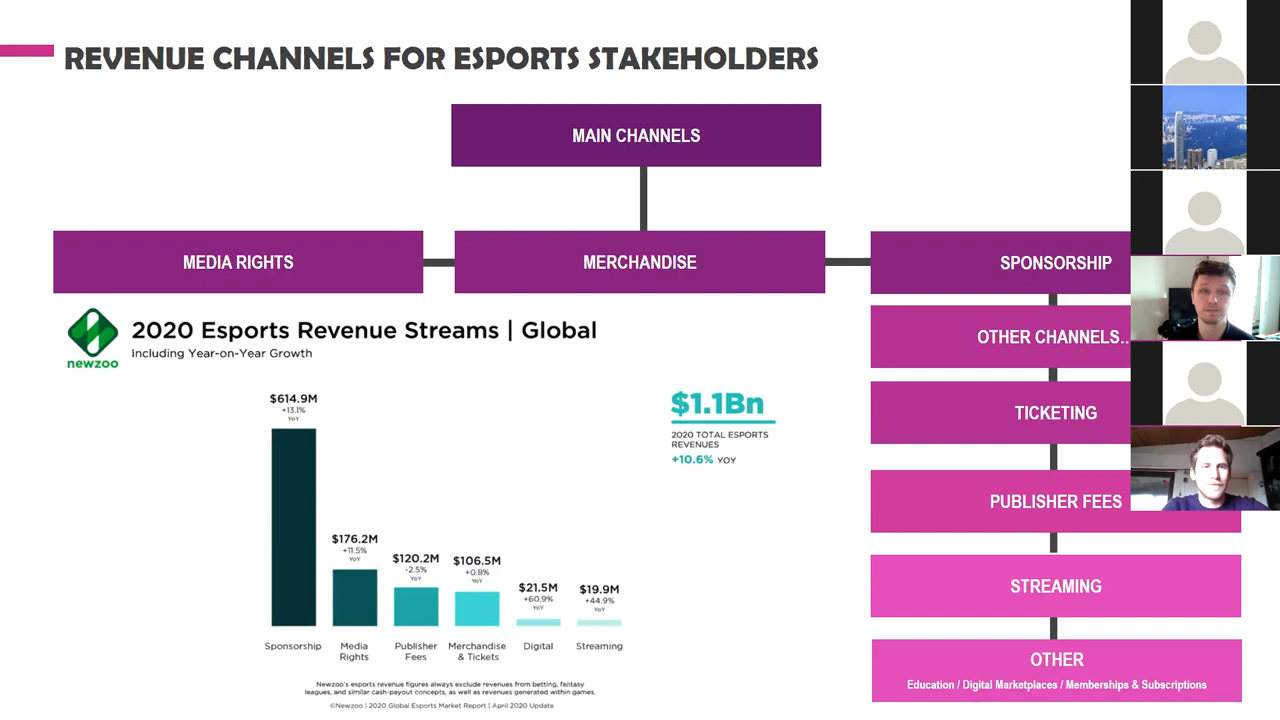 REVENUE CHANNELS FOR ESPORTS STAKEHOLDERS
MAIN CHANNELS
MEDIA RIGHTS
MERCHANDISE
SPONSORSHIP
OTHER CHANNELS..
TICKETING
PUBLISHER FEES
STREAMING
OTHER
Education / Digital Marketplaces / Memberships & Subscriptions
newzoo
2020 Esports Revenue Streams | Global
Including Year-on-Year Growth
$614.9M
+13.1%
YoY
$176.2M
+11.5%
YoY
$120.2M
-2.5%
YoY
$106.5M
+0.8%
YoY
$21.5M
+60.9%
YoY
$19.9M
+44.9%
YoY
Sponsorship
Media
Rights
Publisher
Fees
Merchandise
& Tickets
Digital
Streaming
$1.1Bn
2020 TOTAL ESPORTS
REVENUES
+10.6% YOY
Newzoo's esports revenue figures always exclude revenues from betting, fantasy
leagues, and similar cash-payout concepts, as well as revenues generated within games.
©Newzoo | 2020 Global Esports Market Report | April 2020 Update